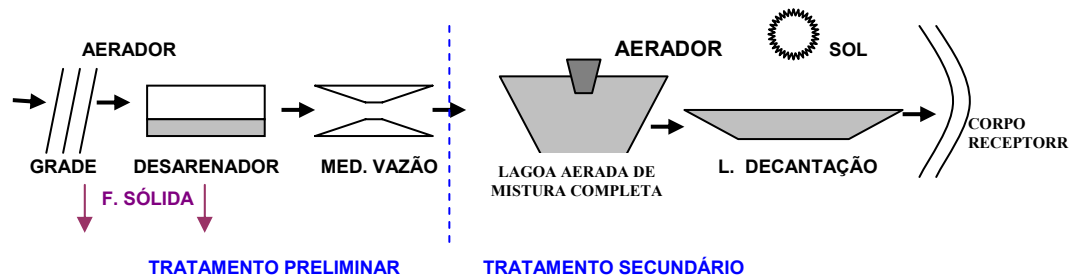 AERADOR
AERADOR
SOL
GRADE
DESARENADOR
MED. VAZÃO
LAGOA AERADA DE
MISTURA COMPLETA
L. DECANTAÇÃO
CORPO
RECEPTORR
F. SÓLIDA
TRATAMENTO PRELIMINAR
TRATAMENTO SECUNDÁRIO